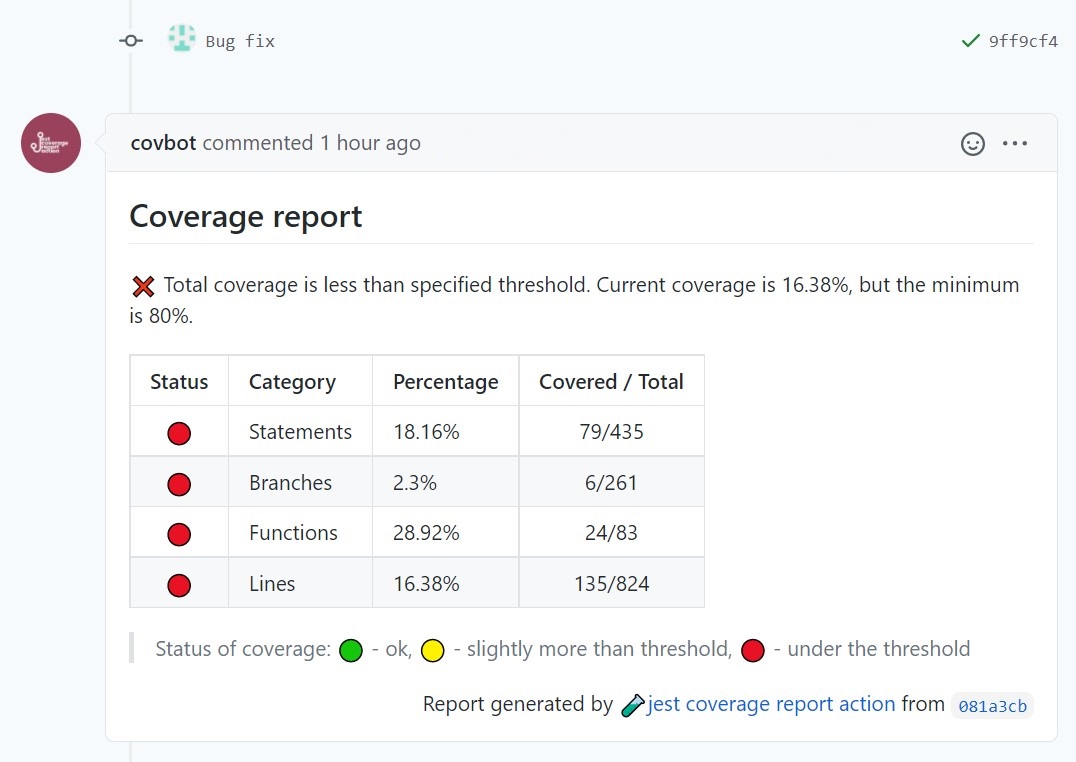 Bug fix 9ff9cf4
jest coverage report action
covbot commented 1 hour ago
Coverage report
Total coverage is less than specified threshold. Current coverage is 16.38%, but the minimum
is 80%.
Status Category Percentage Covered / Total
Statements 18.16% 79/435
Branches 2.3% 6/261
Functions 28.92% 24/83
Lines 16.38% 135/824
Status of coverage: - ok, - slightly more than threshold, - under the threshold
Report generated by jest coverage report action from 081a3cb